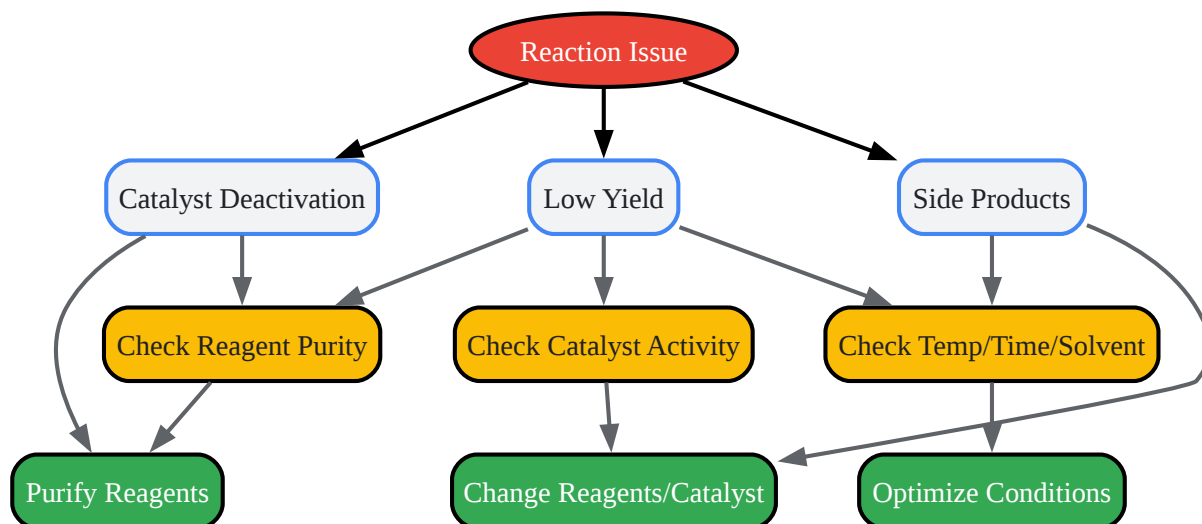 Reaction Issue
Catalyst Deactivation
Low Yield
Side Products
Check Reagent Purity
Check Catalyst Activity
Check Temp/Time/Solvent
Purify Reagents
Change Reagents/Catalyst
Optimize Conditions